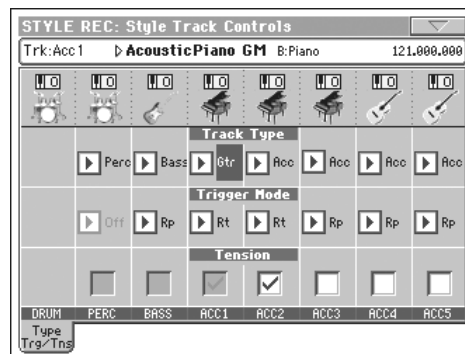 STYLE REC: Style Track Controls
Trk:Acc1 AcousticPiano GM B:Piano 121.000.000
Track Type
Perc Bass Gtr Acc Acc Acc Acc
Trigger Mode
Off Rp Rt Rt Rp Rp Rp
Tension
DRUM PERC BASS ACC1 ACC2 ACC3 ACC4 ACC5
Type
Trg/Tns